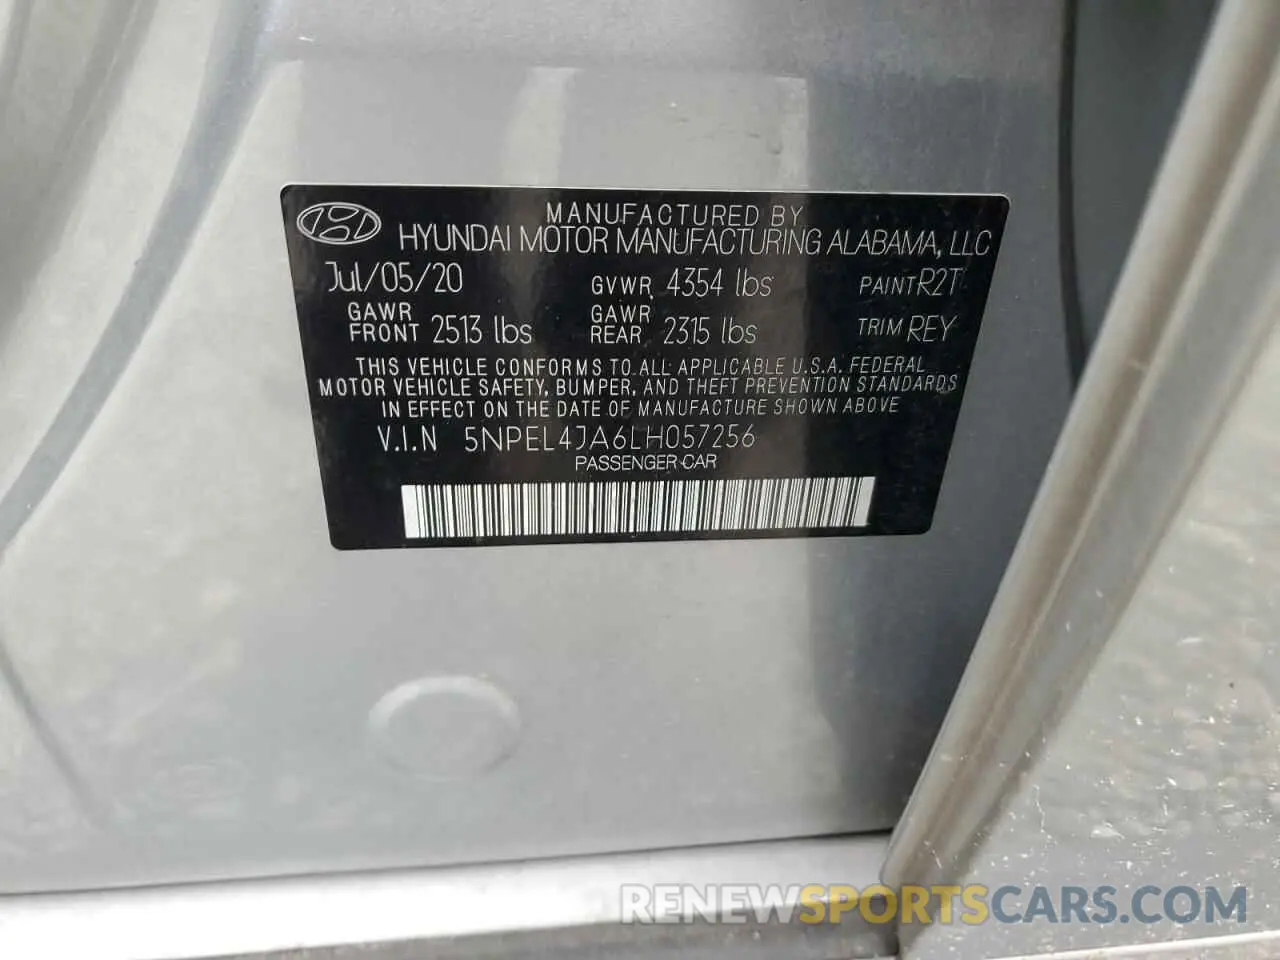 MANUFACTURED BY
HYUNDAI MOTOR MANUFACTURING ALABAMA, LLC
Jul/05/20 GVWR 4354 lbs PAINT R2T
GAWR FRONT 2513 lbs GAWR REAR 2315 lbs TRIM REY
THIS VEHICLE CONFORMS TO ALL APPLICABLE U.S.A. FEDERAL
MOTOR VEHICLE SAFETY, BUMPER, AND THEFT PREVENTION STANDARDS
IN EFFECT ON THE DATE OF MANUFACTURE SHOWN ABOVE
V.I.N 5NPEL4JA6LH057256
PASSENGER CAR
RENEWSPORTSCARS.COM